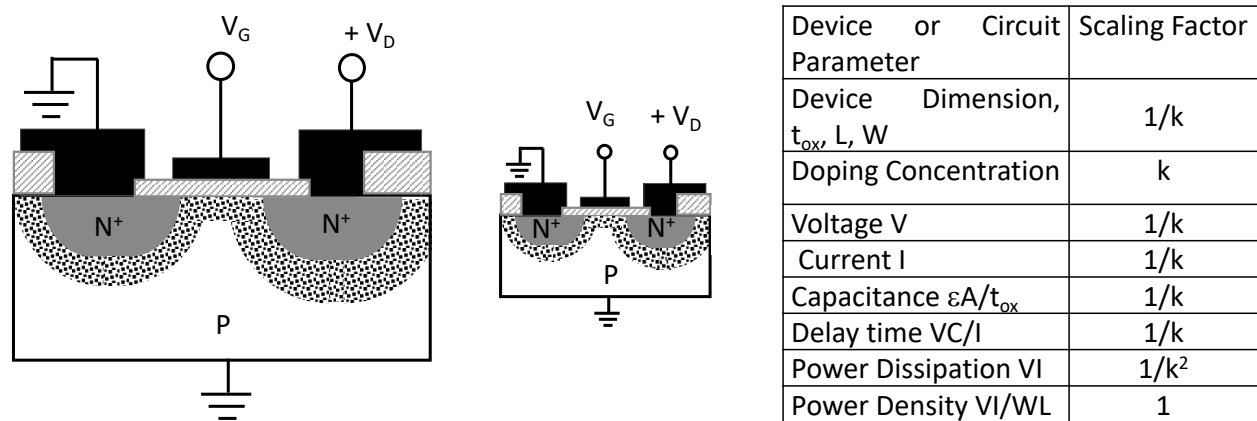 V_G
+ V_D
N⁺
N⁺
P
V_G
+ V_D
N⁺
N⁺
P
Device or Circuit Parameter | Scaling Factor
Device Dimension,
t_ox, L, W | 1/k
Doping Concentration | k
Voltage V | 1/k
Current I | 1/k
Capacitance εA/t_ox | 1/k
Delay time VC/I | 1/k
Power Dissipation VI | 1/k²
Power Density VI/WL | 1